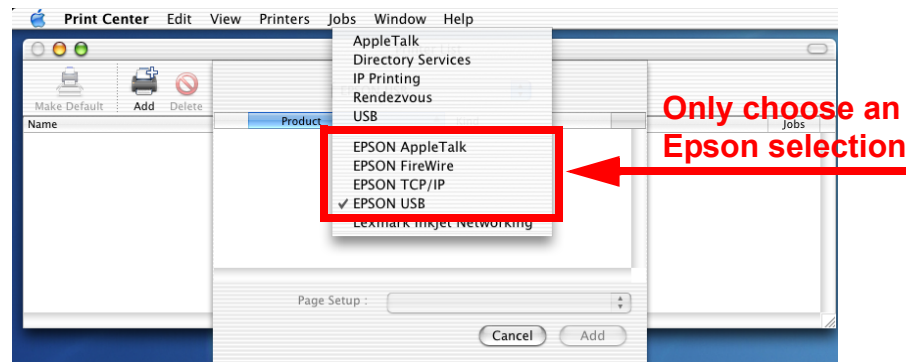 Print Center Edit View Printers Jobs Window Help
Make Default Add Delete
Name
Product
Jobs
AppleTalk
Directory Services
IP Printing
Rendezvous
USB
EPSON AppleTalk
EPSON FireWire
EPSON TCP/IP
✓ EPSON USB
Lexmark Inkjet Networking
Only choose an
Epson selection
Page Setup :
Cancel Add